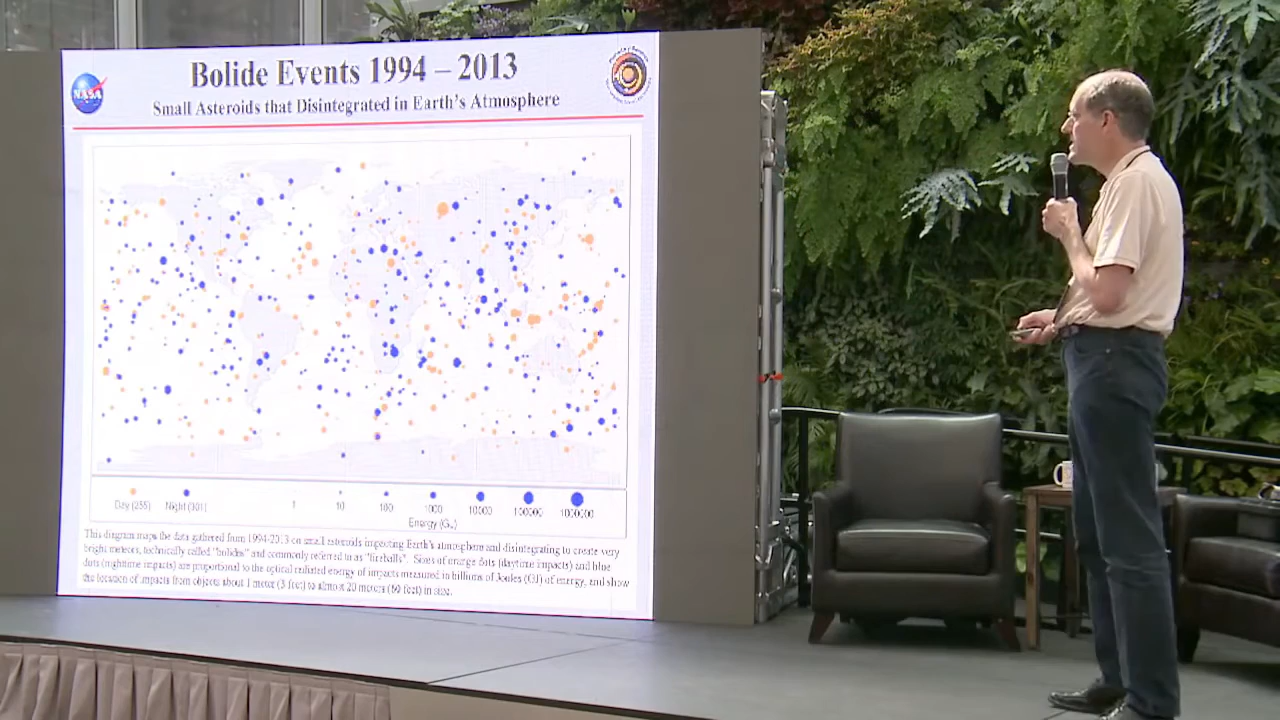 Bolide Events 1994 – 2013
NASA
Small Asteroids that Disintegrated in Earth's Atmosphere
Day (255) Night (301) 1 10 100 1000 10000 100000 1000000
Energy (GJ)
This diagram maps the data gathered from 1994-2013 on small asteroids impacting Earth's atmosphere and disintegrating to create very
bright meteors, technically called "bolides" and commonly referred to as "fireballs". Sizes of orange dots (daytime impacts) and blue
dots (nighttime impacts) are proportional to the optical radiated energy of impacts measured in billions of Joules (GJ) of energy, and show
the location of impacts from objects about 1 meter (3 feet) to almost 20 meters (60 feet) in size.